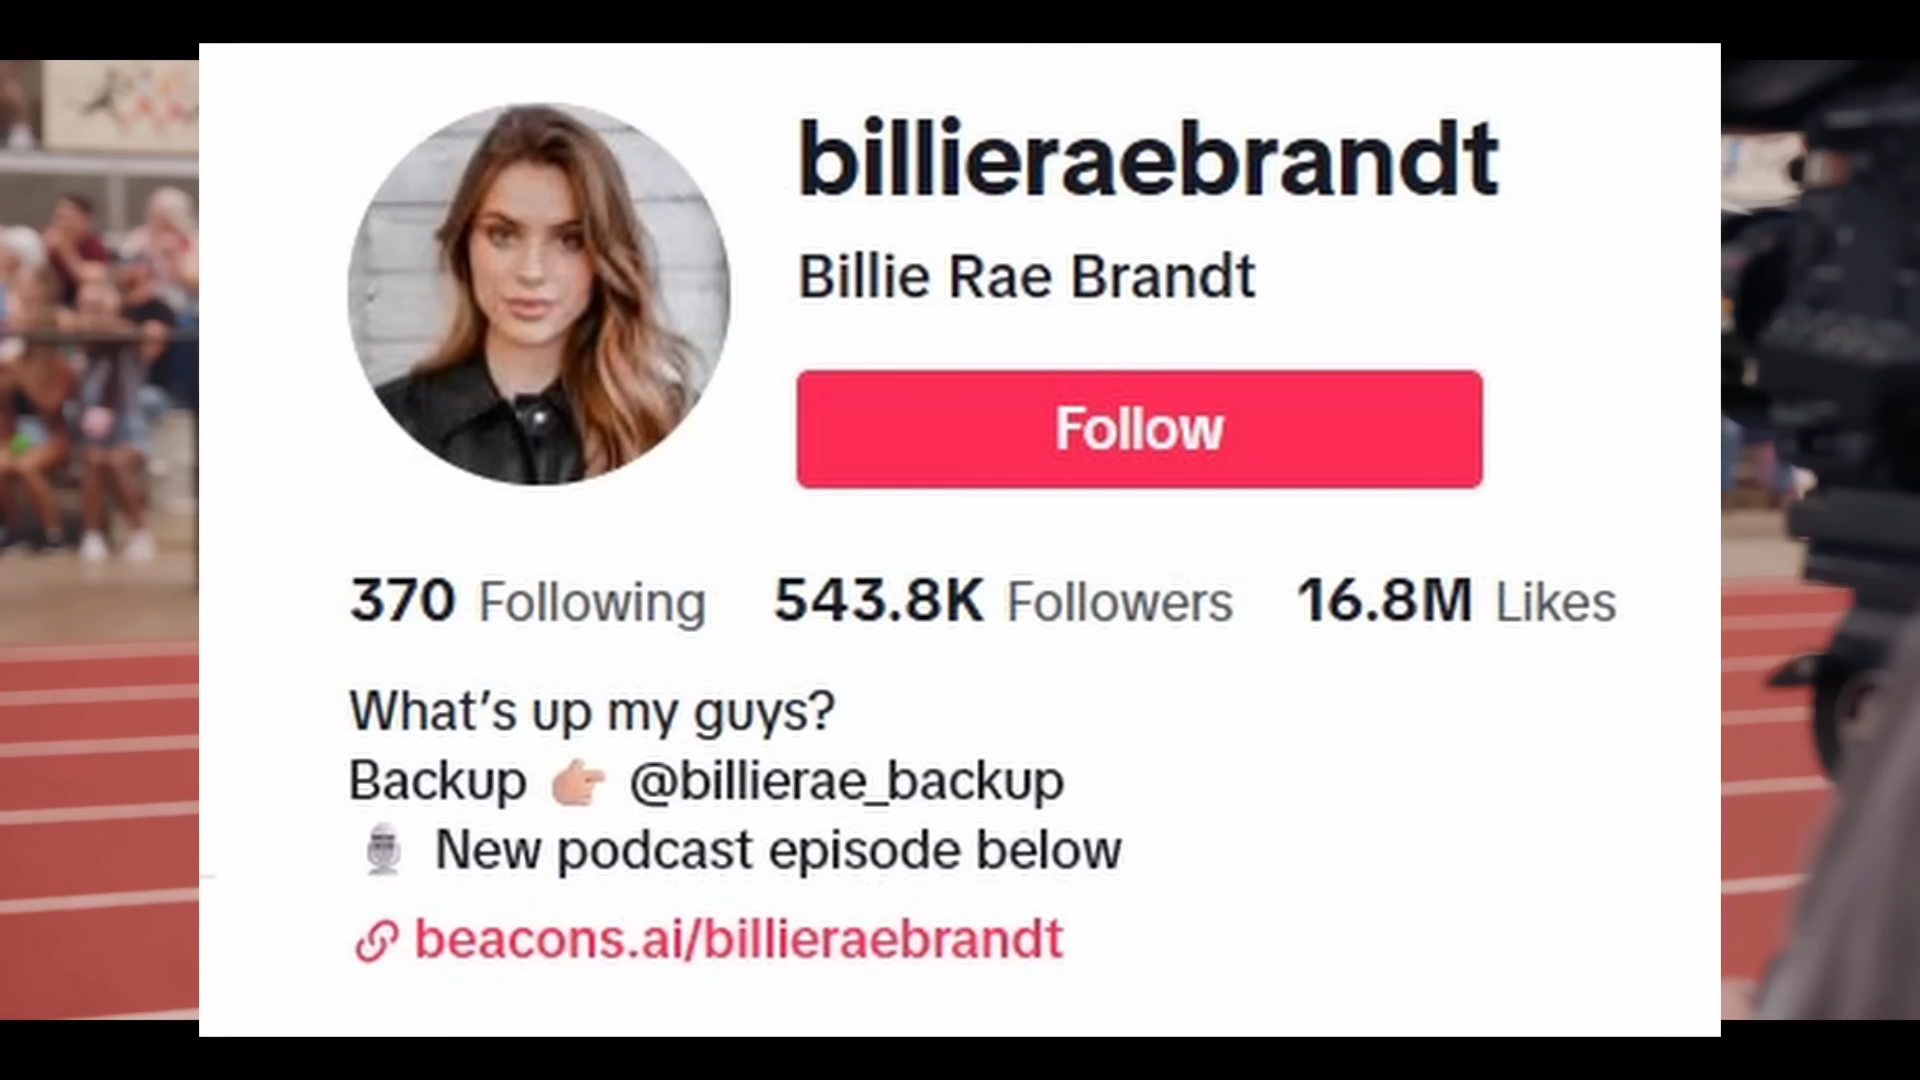 billieraebrandt
Billie Rae Brandt
Follow
370 Following 543.8K Followers 16.8M Likes
What's up my guys?
Backup 👉🏼 @billierae_backup
🎙️ New podcast episode below
beacons.ai/billieraebrandt